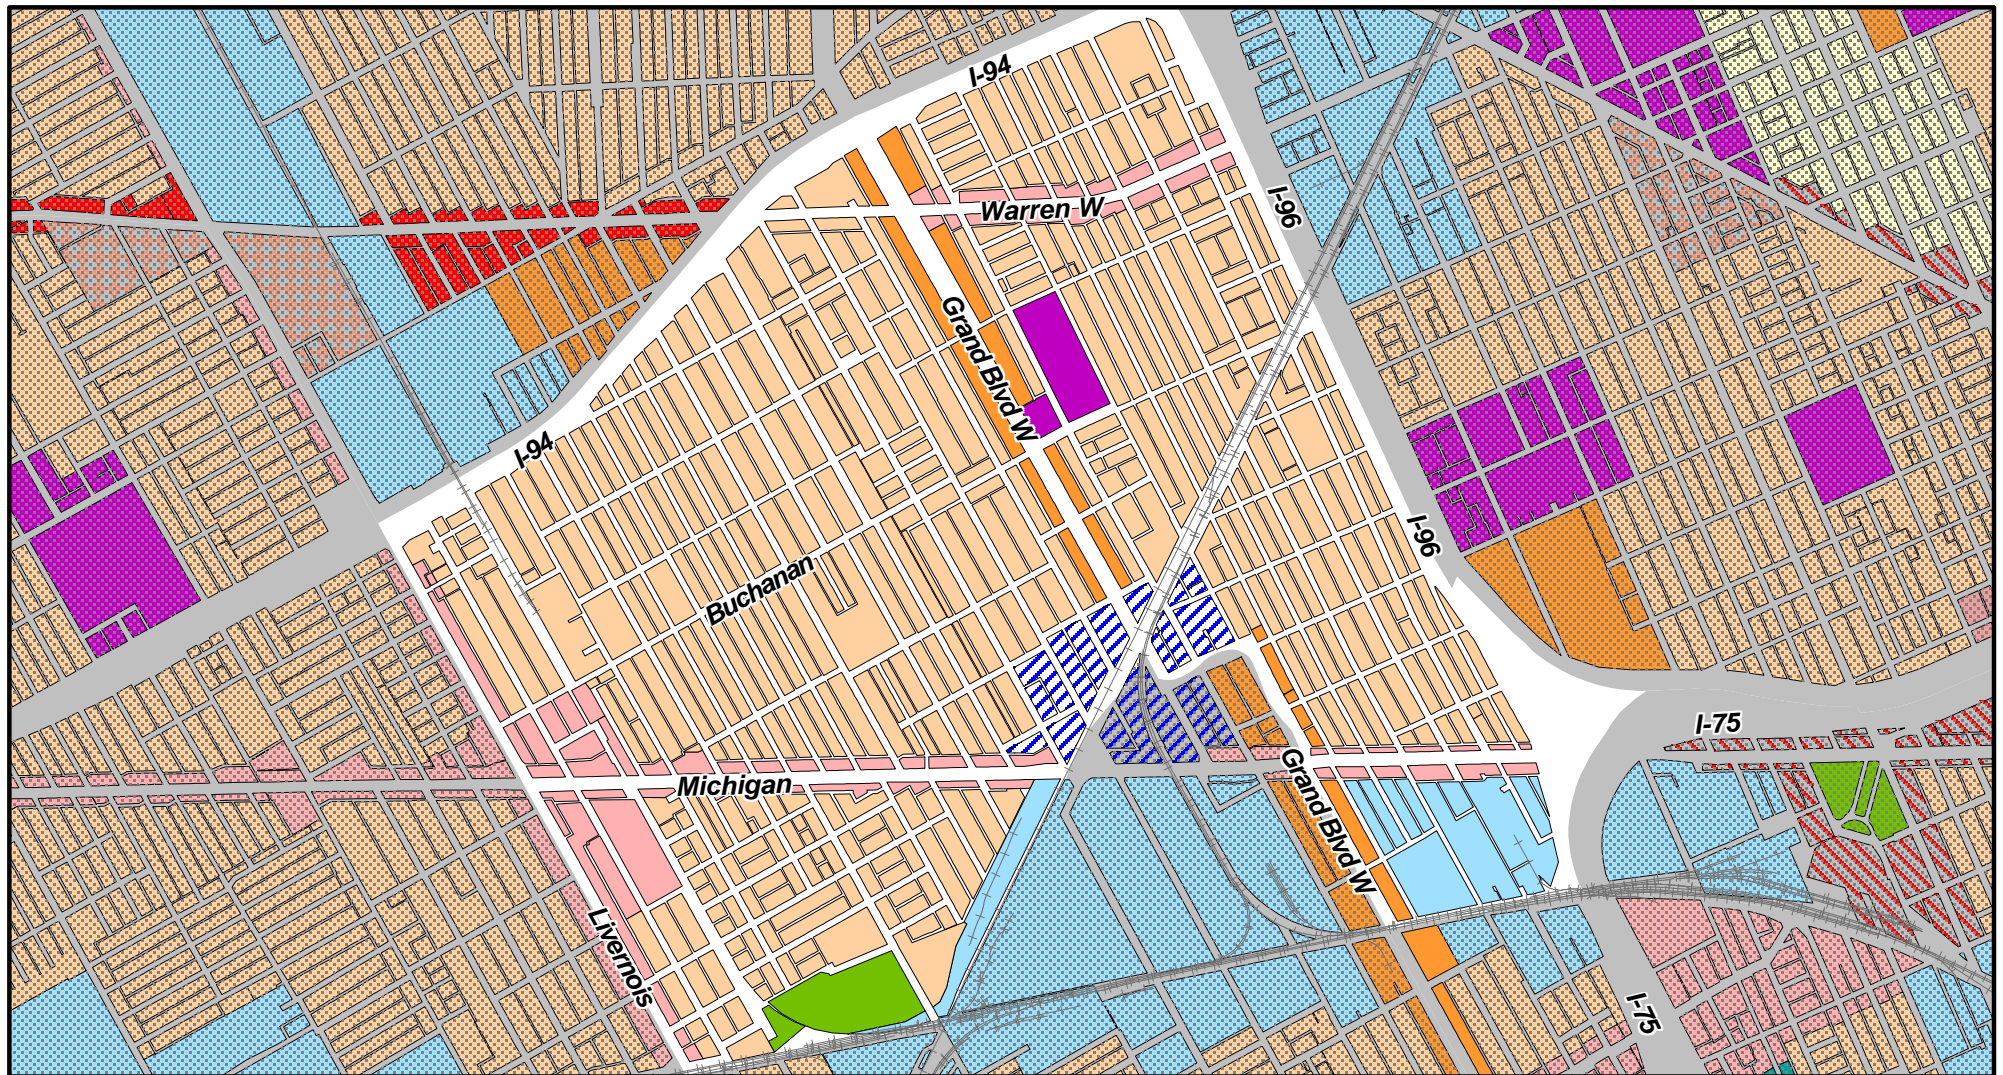 I-94
I-96
Warren W
Grand Blvd W
I-94
I-96
Buchanan
I-75
Michigan
Grand Blvd W
Livernois
I-75